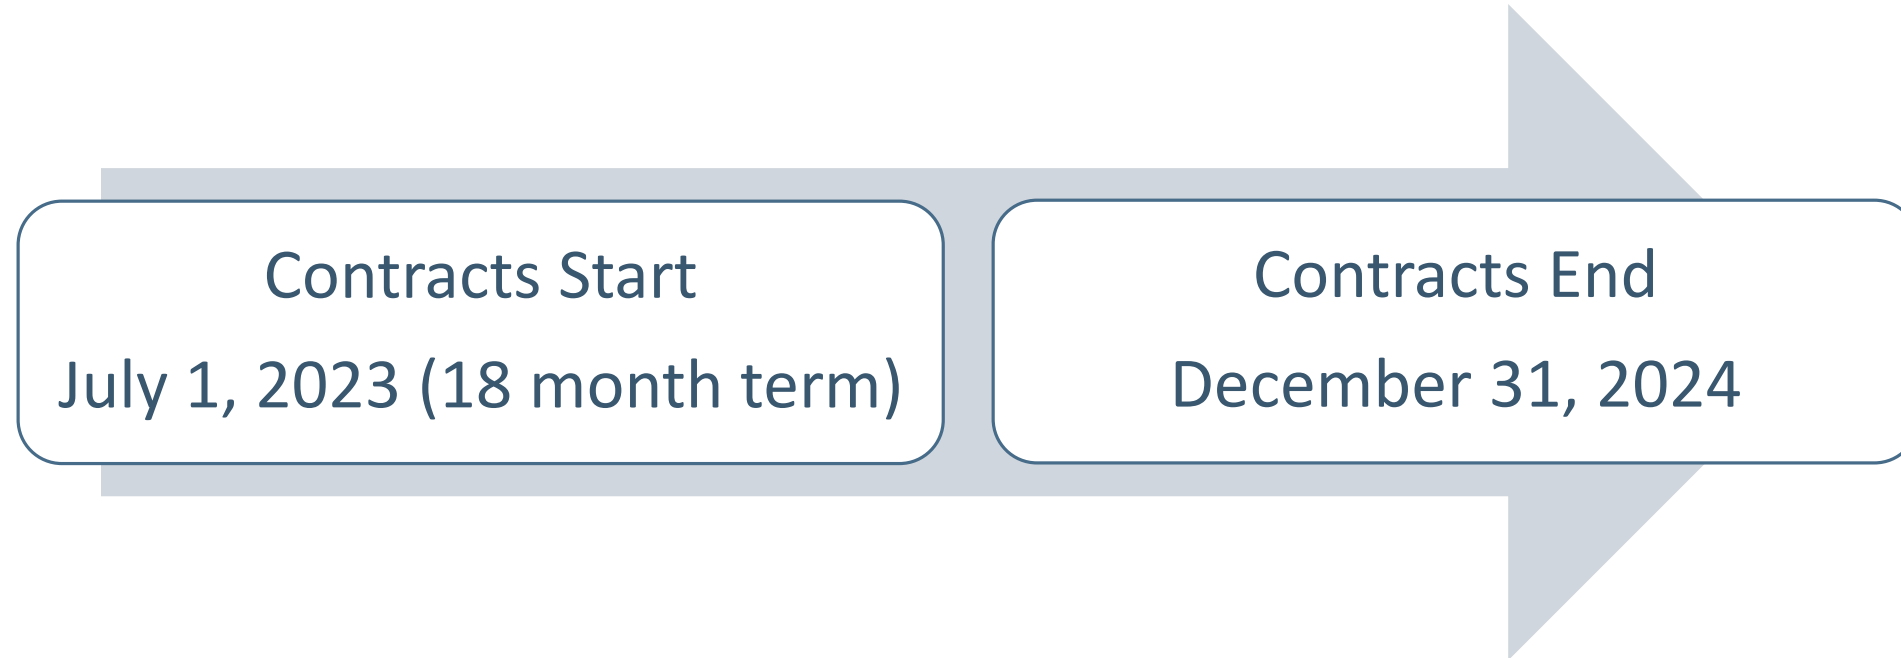 Contracts Start
July 1, 2023 (18 month term)
Contracts End
December 31, 2024